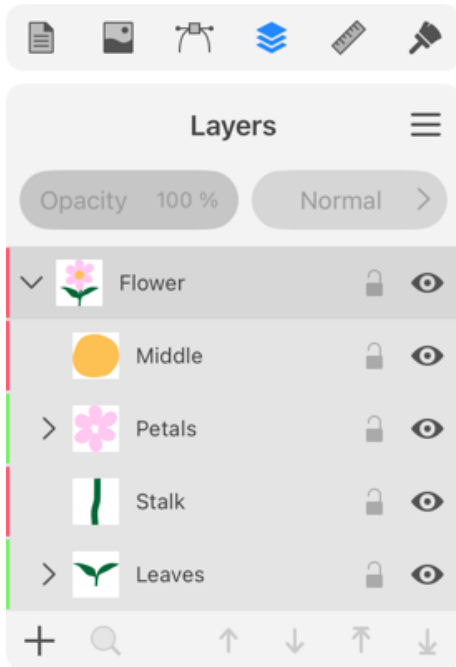 Layers
Opacity 100 % Normal
Flower
Middle
Petals
Stalk
Leaves